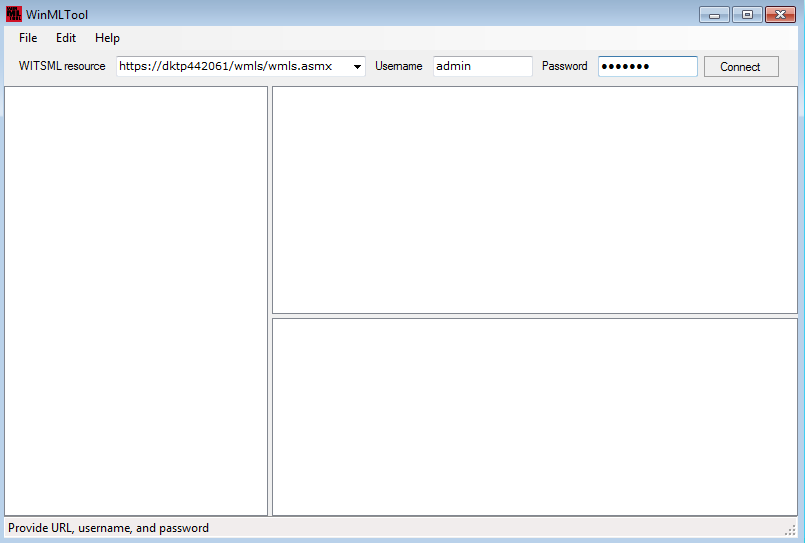 WinMLTool
File Edit Help
WITSML resource https://dktp442061/wmls/wmls.asmx Username admin Password ••••••• Connect
Provide URL, username, and password